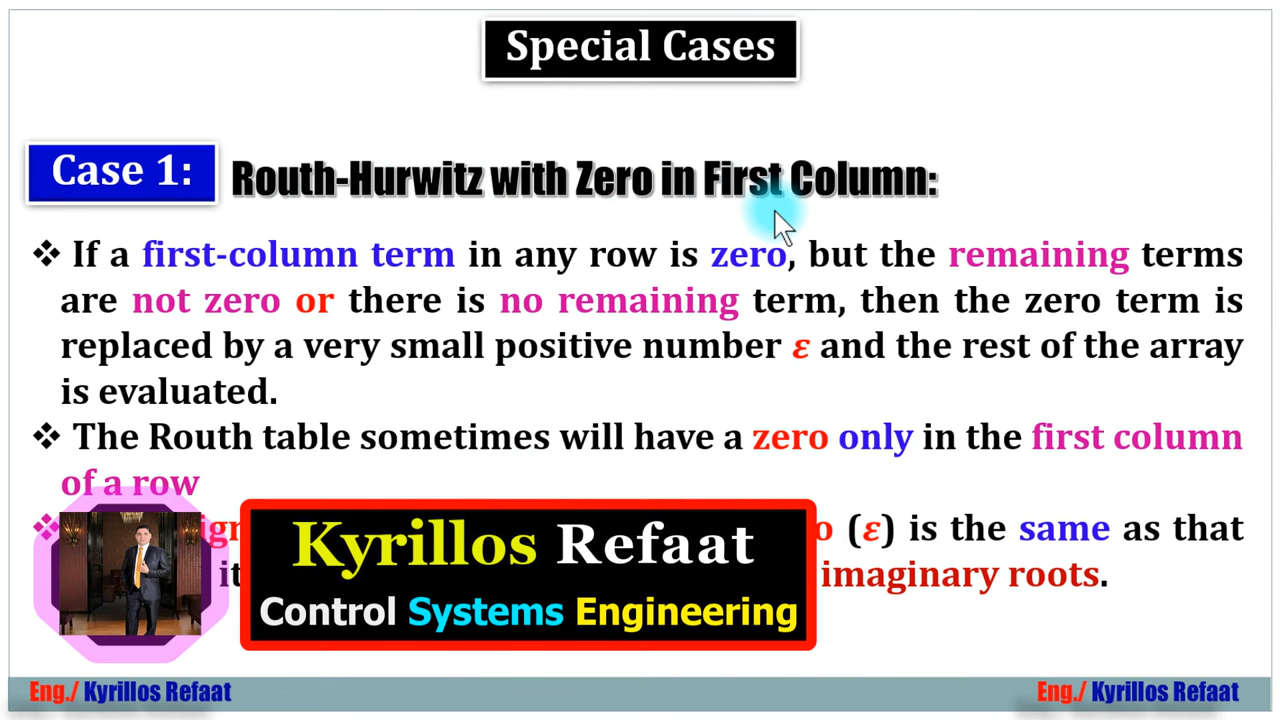 Special Cases
Case 1: Routh-Hurwitz with Zero in First Column:
❖ If a first-column term in any row is zero, but the remaining terms
are not zero or there is no remaining term, then the zero term is
replaced by a very small positive number ε and the rest of the array
is evaluated.
❖ The Routh table sometimes will have a zero only in the first column
of a row
(ε) is the same as that
imaginary roots.
Kyrillos Refaat
Control Systems Engineering
Eng./ Kyrillos Refaat
Eng./ Kyrillos Refaat